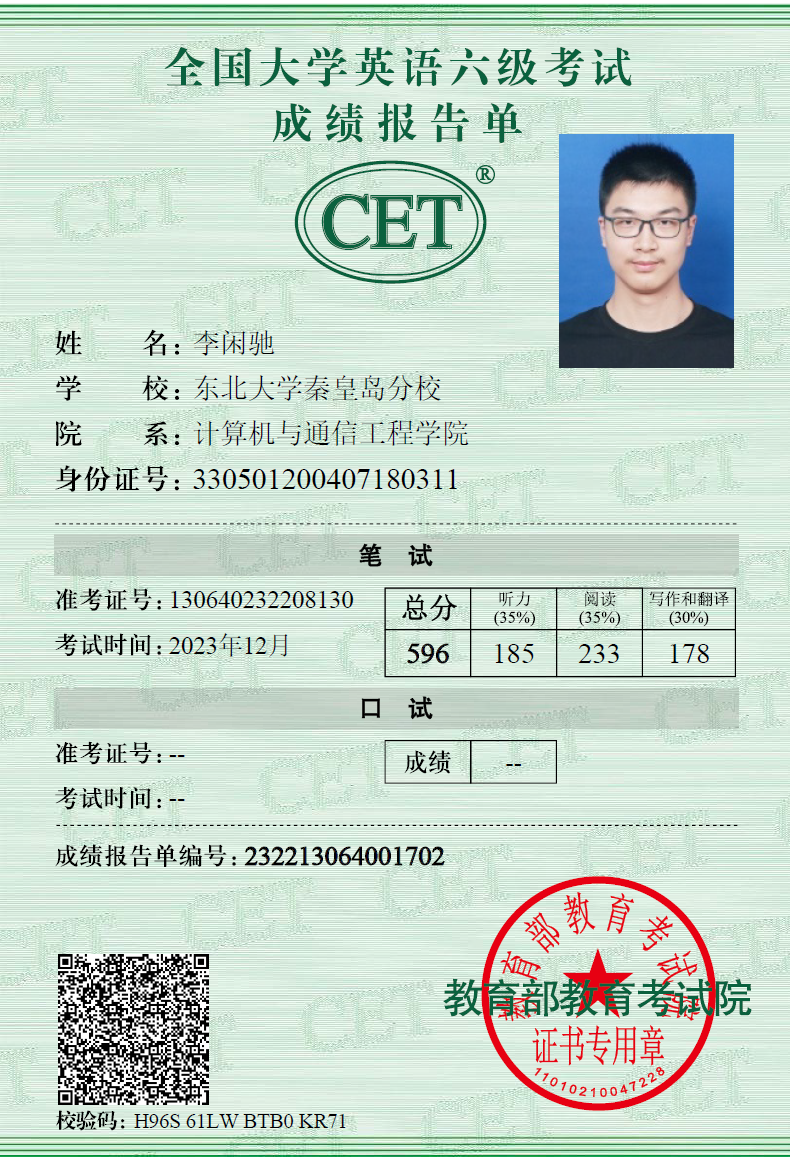 全国大学英语六级考试
成绩报告单
CET®
姓 名：李闲驰
学 校：东北大学秦皇岛分校
院 系：计算机与通信工程学院
身份证号：330501200407180311
笔 试
准考证号：130640232208130
考试时间：2023年12月
总分 听力(35%) 阅读(35%) 写作和翻译(30%)
596 185 233 178
口 试
准考证号：--
考试时间：--
成绩 --
成绩报告单编号：232213064001702
教育部教育考试院
教育部教育考试院
证书专用章
11010210047228
校验码：H96S 61LW BTB0 KR71